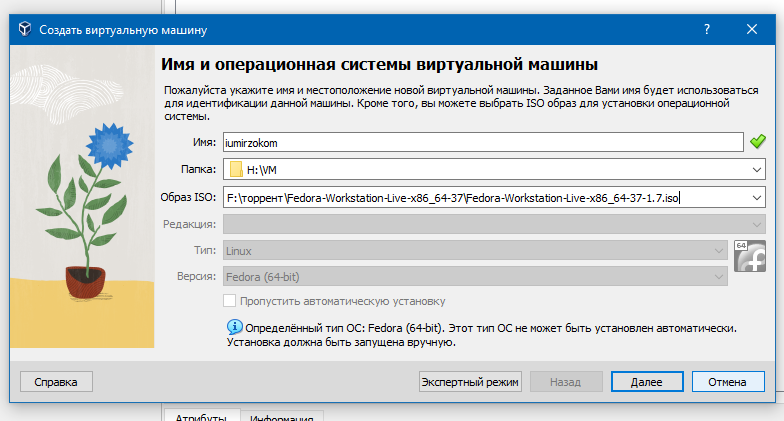 Создать виртуальную машину
?
Имя и операционная системы виртуальной машины
Пожалуйста укажите имя и местоположение новой виртуальной машины. Заданное Вами имя будет использоваться
для идентификации данной машины. Кроме того, вы можете выбрать ISO образ для установки операционной
системы.
Имя: iumirzokom
Папка: H:\VM
Образ ISO: F:\торрент\Fedora-Workstation-Live-x86_64-37\Fedora-Workstation-Live-x86_64-37-1.7.iso
Редакция:
Тип: Linux
64
Версия: Fedora (64-bit)
Пропустить автоматическую установку
Определённый тип ОС: Fedora (64-bit). Этот тип ОС не может быть установлен автоматически.
Установка должна быть запущена вручную.
Справка Экспертный режим Назад Далее Отмена
Атрибуты Информация